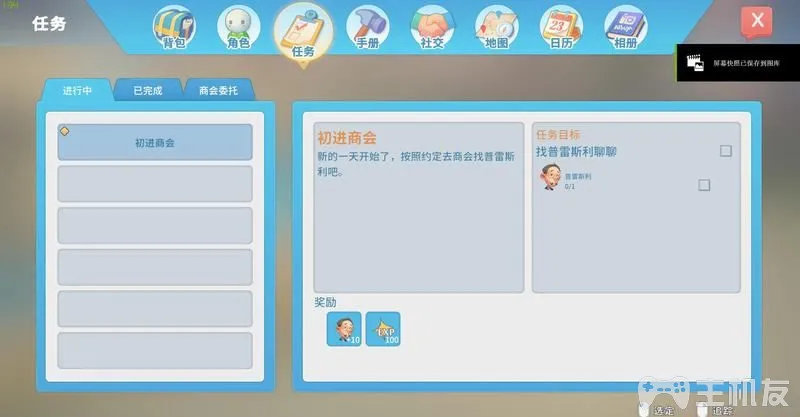 任务
背包
角色
任务
手册
社交
地图
日历
相册
屏幕快照已保存到图库
进行中
已完成
商会委托
初进商会
初进商会
新的一天开始了，按照约定去商会找普雷斯
利吧。
任务目标
找普雷斯利聊聊
普雷斯利
0/1
奖励
+10
EXP
100
选定
追踪
主机友